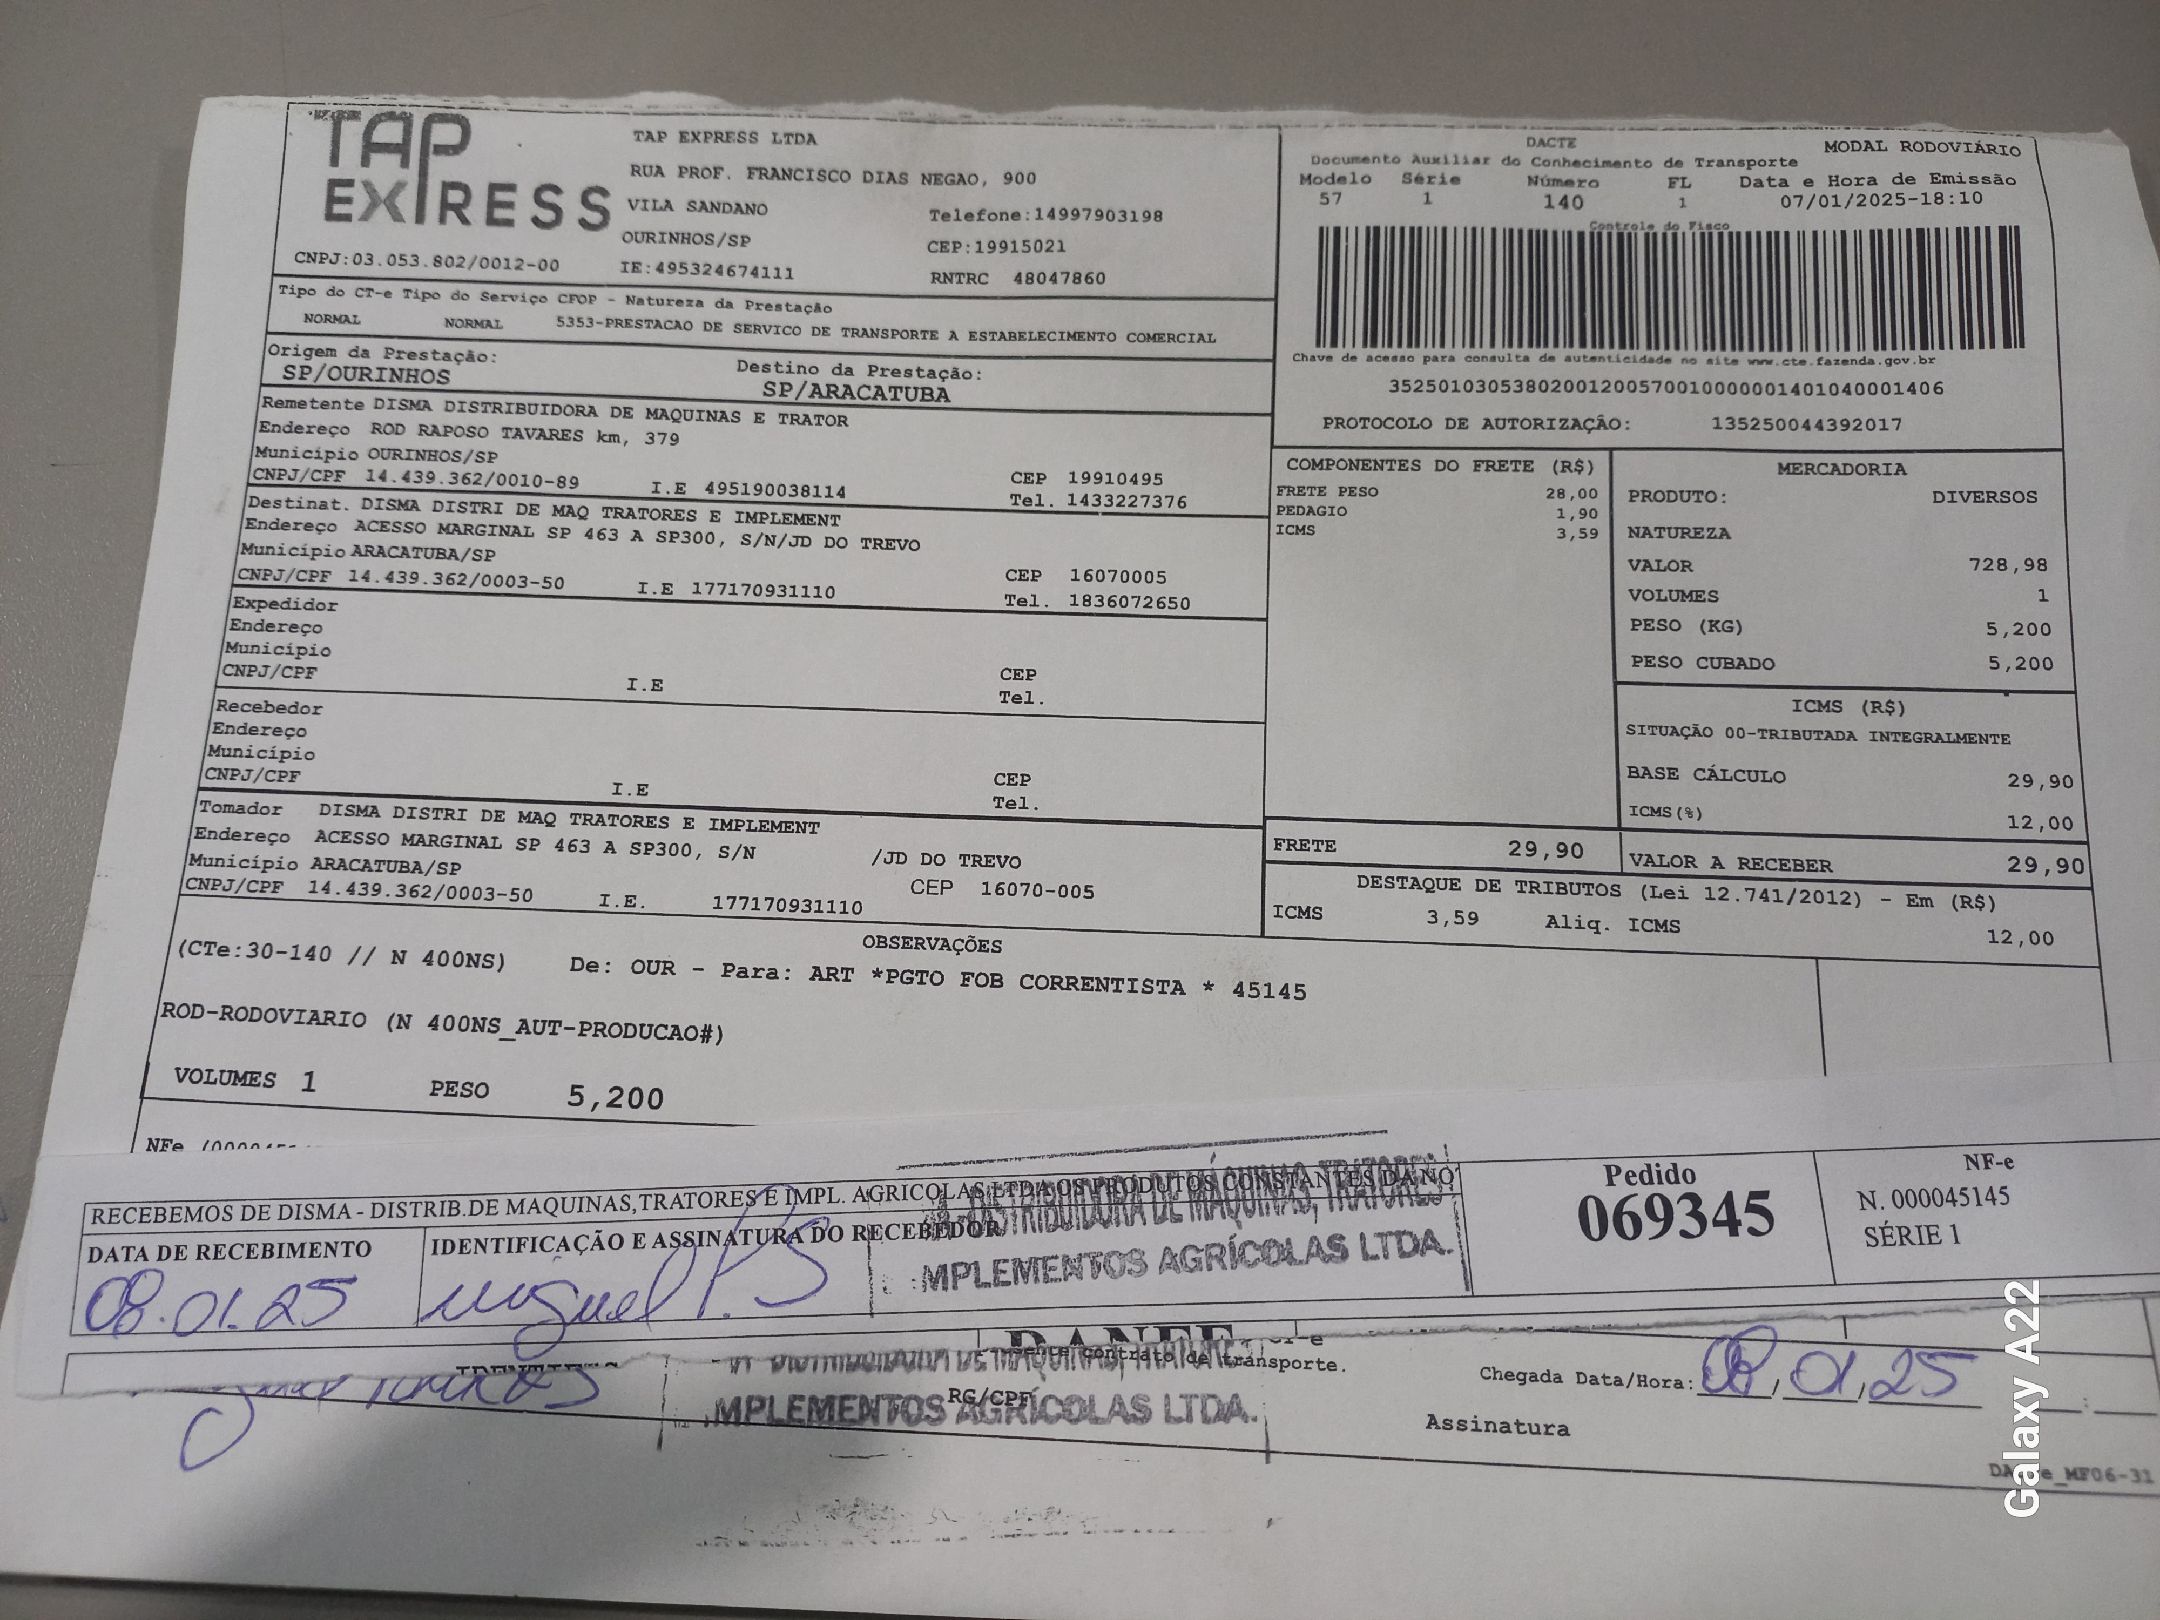 TAP EXPRESS
TAP EXPRESS LTDA
RUA PROF. FRANCISCO DIAS NEGAO, 900
VILA SANDANO
Telefone:14997903198
OURINHOS/SP
CEP:19915021
CNPJ:03.053.802/0012-00 IE:495324674111
RNTRC 48047860
Tipo do CT-e Tipo do Serviço CFOP - Natureza da Prestação
NORMAL NORMAL 5353-PRESTACAO DE SERVICO DE TRANSPORTE A ESTABELECIMENTO COMERCIAL
Origem da Prestação: Destino da Prestação:
SP/OURINHOS SP/ARACATUBA
Remetente DISMA DISTRIBUIDORA DE MAQUINAS E TRATOR
Endereço ROD RAPOSO TAVARES km, 379
Município OURINHOS/SP CEP 19910495
CNPJ/CPF 14.439.362/0010-89 I.E 495190038114 Tel. 1433227376
Destinat. DISMA DISTRI DE MAQ TRATORES E IMPLEMENT
Endereço ACESSO MARGINAL SP 463 A SP300, S/N/JD DO TREVO
Município ARACATUBA/SP CEP 16070005
CNPJ/CPF 14.439.362/0003-50 I.E 177170931110 Tel. 1836072650
Expedidor
Endereço
Município CEP
CNPJ/CPF I.E Tel.
Recebedor
Endereço
Município CEP
CNPJ/CPF I.E Tel.
Tomador DISMA DISTRI DE MAQ TRATORES E IMPLEMENT
Endereço ACESSO MARGINAL SP 463 A SP300, S/N /JD DO TREVO
Município ARACATUBA/SP CEP 16070-005
CNPJ/CPF 14.439.362/0003-50 I.E. 177170931110
DACTE MODAL RODOVIÁRIO
Documento Auxiliar do Conhecimento de Transporte
Modelo Série Número FL Data e Hora de Emissão
57 1 140 1 07/01/2025-18:10
Controle do Fisco
Chave de acesso para consulta de autenticidade no site www.cte.fazenda.gov.br
35250103053802001200570010000001401040001406
PROTOCOLO DE AUTORIZAÇÃO: 135250044392017
COMPONENTES DO FRETE (R$)
FRETE PESO 28,00
PEDAGIO 1,90
ICMS 3,59
MERCADORIA
PRODUTO: DIVERSOS
NATUREZA
VALOR 728,98
VOLUMES 1
PESO (KG) 5,200
PESO CUBADO 5,200
ICMS (R$)
SITUAÇÃO 00-TRIBUTADA INTEGRALMENTE
BASE CÁLCULO 29,90
ICMS(%) 12,00
FRETE 29,90 VALOR A RECEBER 29,90
DESTAQUE DE TRIBUTOS (Lei 12.741/2012) - Em (R$)
ICMS 3,59 Aliq. ICMS 12,00
OBSERVAÇÕES
(CTe:30-140 // N 400NS) De: OUR - Para: ART *PGTO FOB CORRENTISTA * 45145
ROD-RODOVIARIO (N 400NS_AUT-PRODUCAO#)
VOLUMES 1 PESO 5,200
NFe
RECEBEMOS DE DISMA - DISTRIB.DE MAQUINAS,TRATORES E IMPL. AGRICOLAS LTDA OS PRODUTOS CONSTANTES DA NO
DATA DE RECEBIMENTO IDENTIFICAÇÃO E ASSINATURA DO RECEBEDOR
08.01.25 Miguel P.S
DISTRIBUIDORA DE MÁQUINAS, TRATORES
MPLEMENTOS AGRÍCOLAS LTDA.
Pedido
069345
NF-e
N. 000045145
SÉRIE 1
DANFE
contrato de transporte.
DISTRIBUIDORA DE MÁQUINAS, TRATORES
RG/CPF
MPLEMENTOS AGRÍCOLAS LTDA.
Chegada Data/Hora: 08,01,25
Assinatura
MF06-31
Galaxy A22